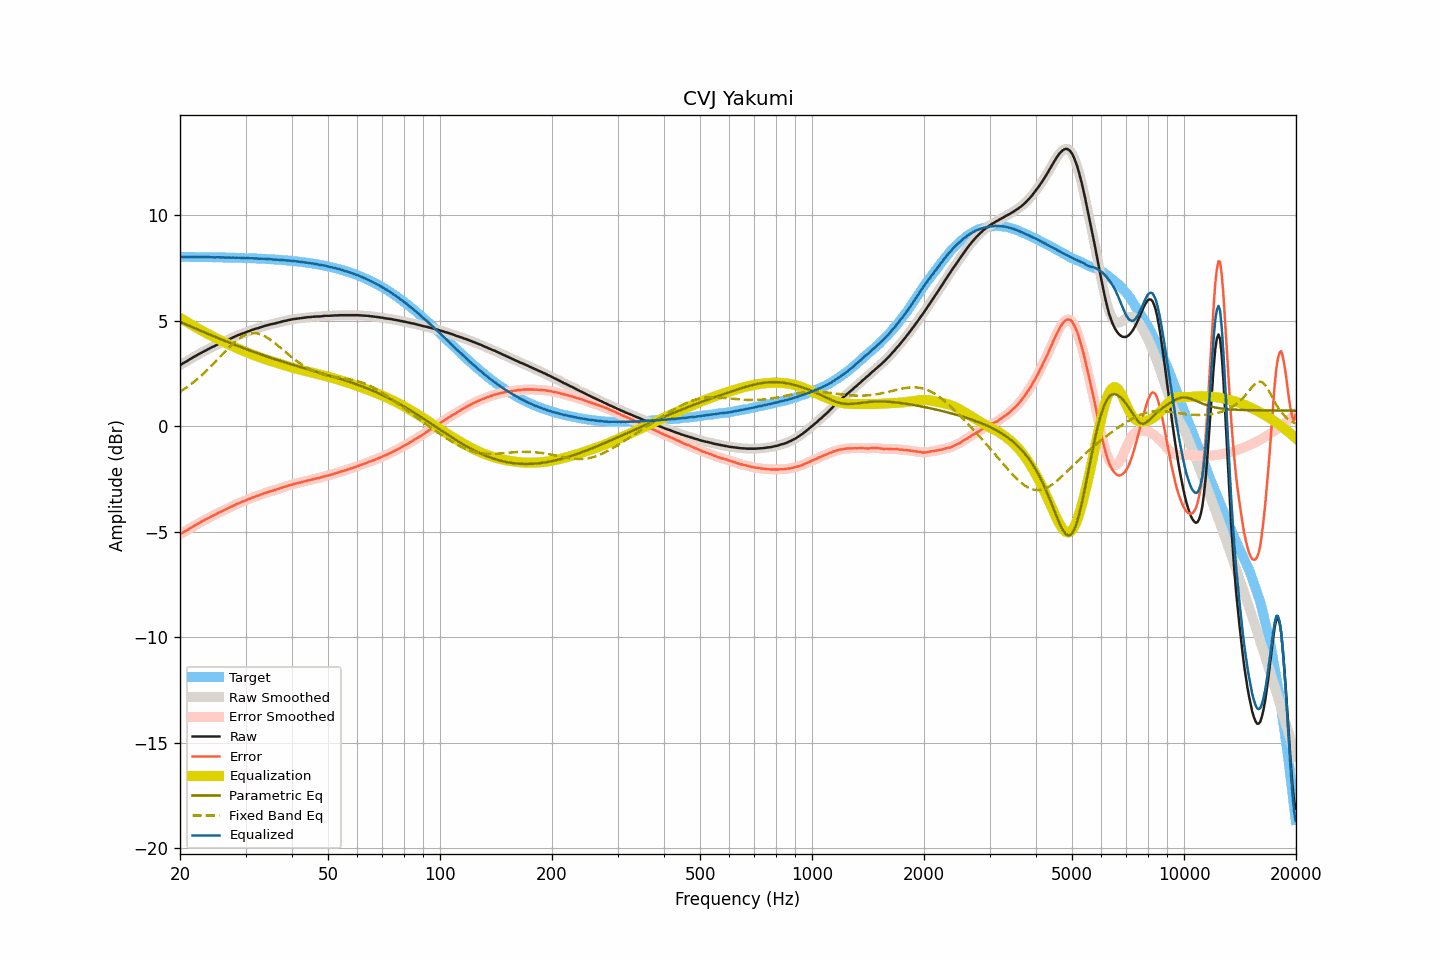 CVJ Yakumi
Amplitude (dBr)
10
5
0
−5
−10
−15
−20
Target
Raw Smoothed
Error Smoothed
Raw
Error
Equalization
Parametric Eq
Fixed Band Eq
Equalized
20 50 100 200 500 1000 2000 5000 10000 20000
Frequency (Hz)